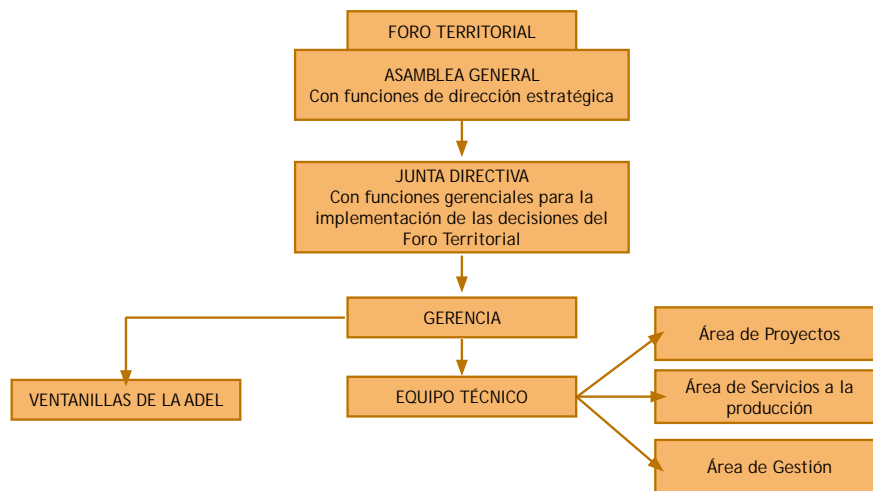 FORO TERRITORIAL
ASAMBLEA GENERAL
Con funciones de dirección estratégica
JUNTA DIRECTIVA
Con funciones gerenciales para la
implementación de las decisiones del
Foro Territorial
GERENCIA
VENTANILLAS DE LA ADEL
EQUIPO TÉCNICO
Área de Proyectos
Área de Servicios a la
producción
Área de Gestión